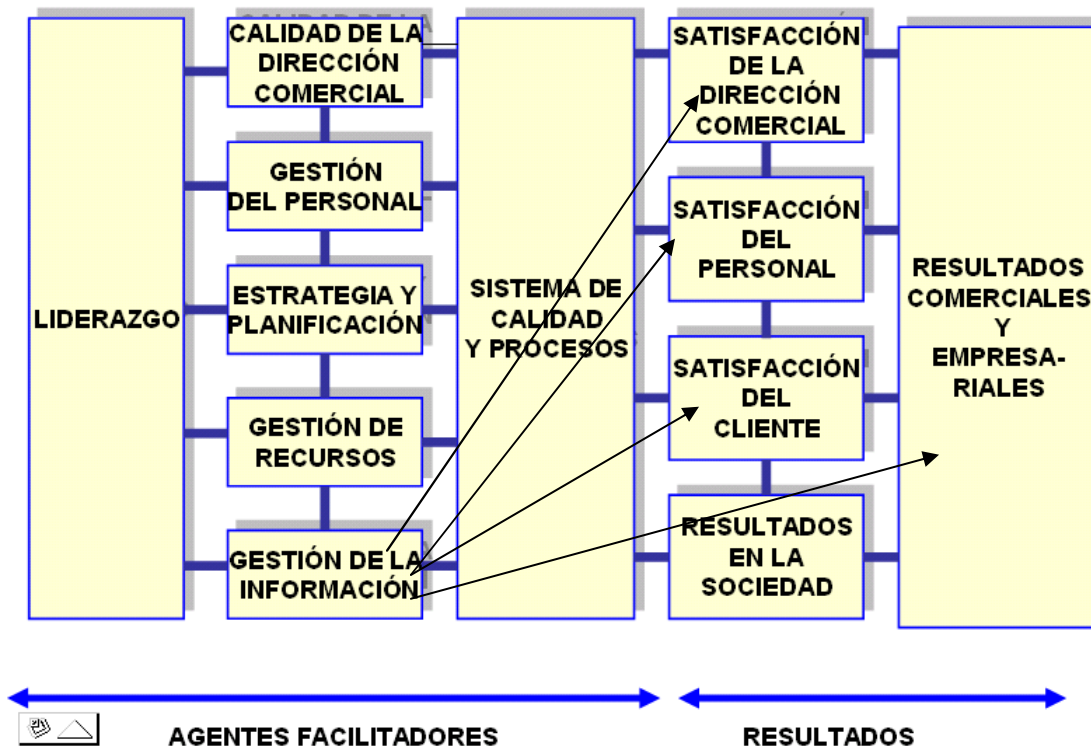 LIDERAZGO
CALIDAD DE LA
DIRECCIÓN
COMERCIAL
GESTIÓN
DEL PERSONAL
ESTRATEGIA Y
PLANIFICACIÓN
GESTIÓN DE
RECURSOS
GESTIÓN DE LA
INFORMACIÓN
SISTEMA DE
CALIDAD
Y PROCESOS
SATISFACCIÓN
DE LA
DIRECCIÓN
COMERCIAL
SATISFACCIÓN
DEL
PERSONAL
SATISFACCIÓN
DEL
CLIENTE
RESULTADOS
EN LA
SOCIEDAD
RESULTADOS
COMERCIALES
Y
EMPRESA-
RIALES
AGENTES FACILITADORES
RESULTADOS